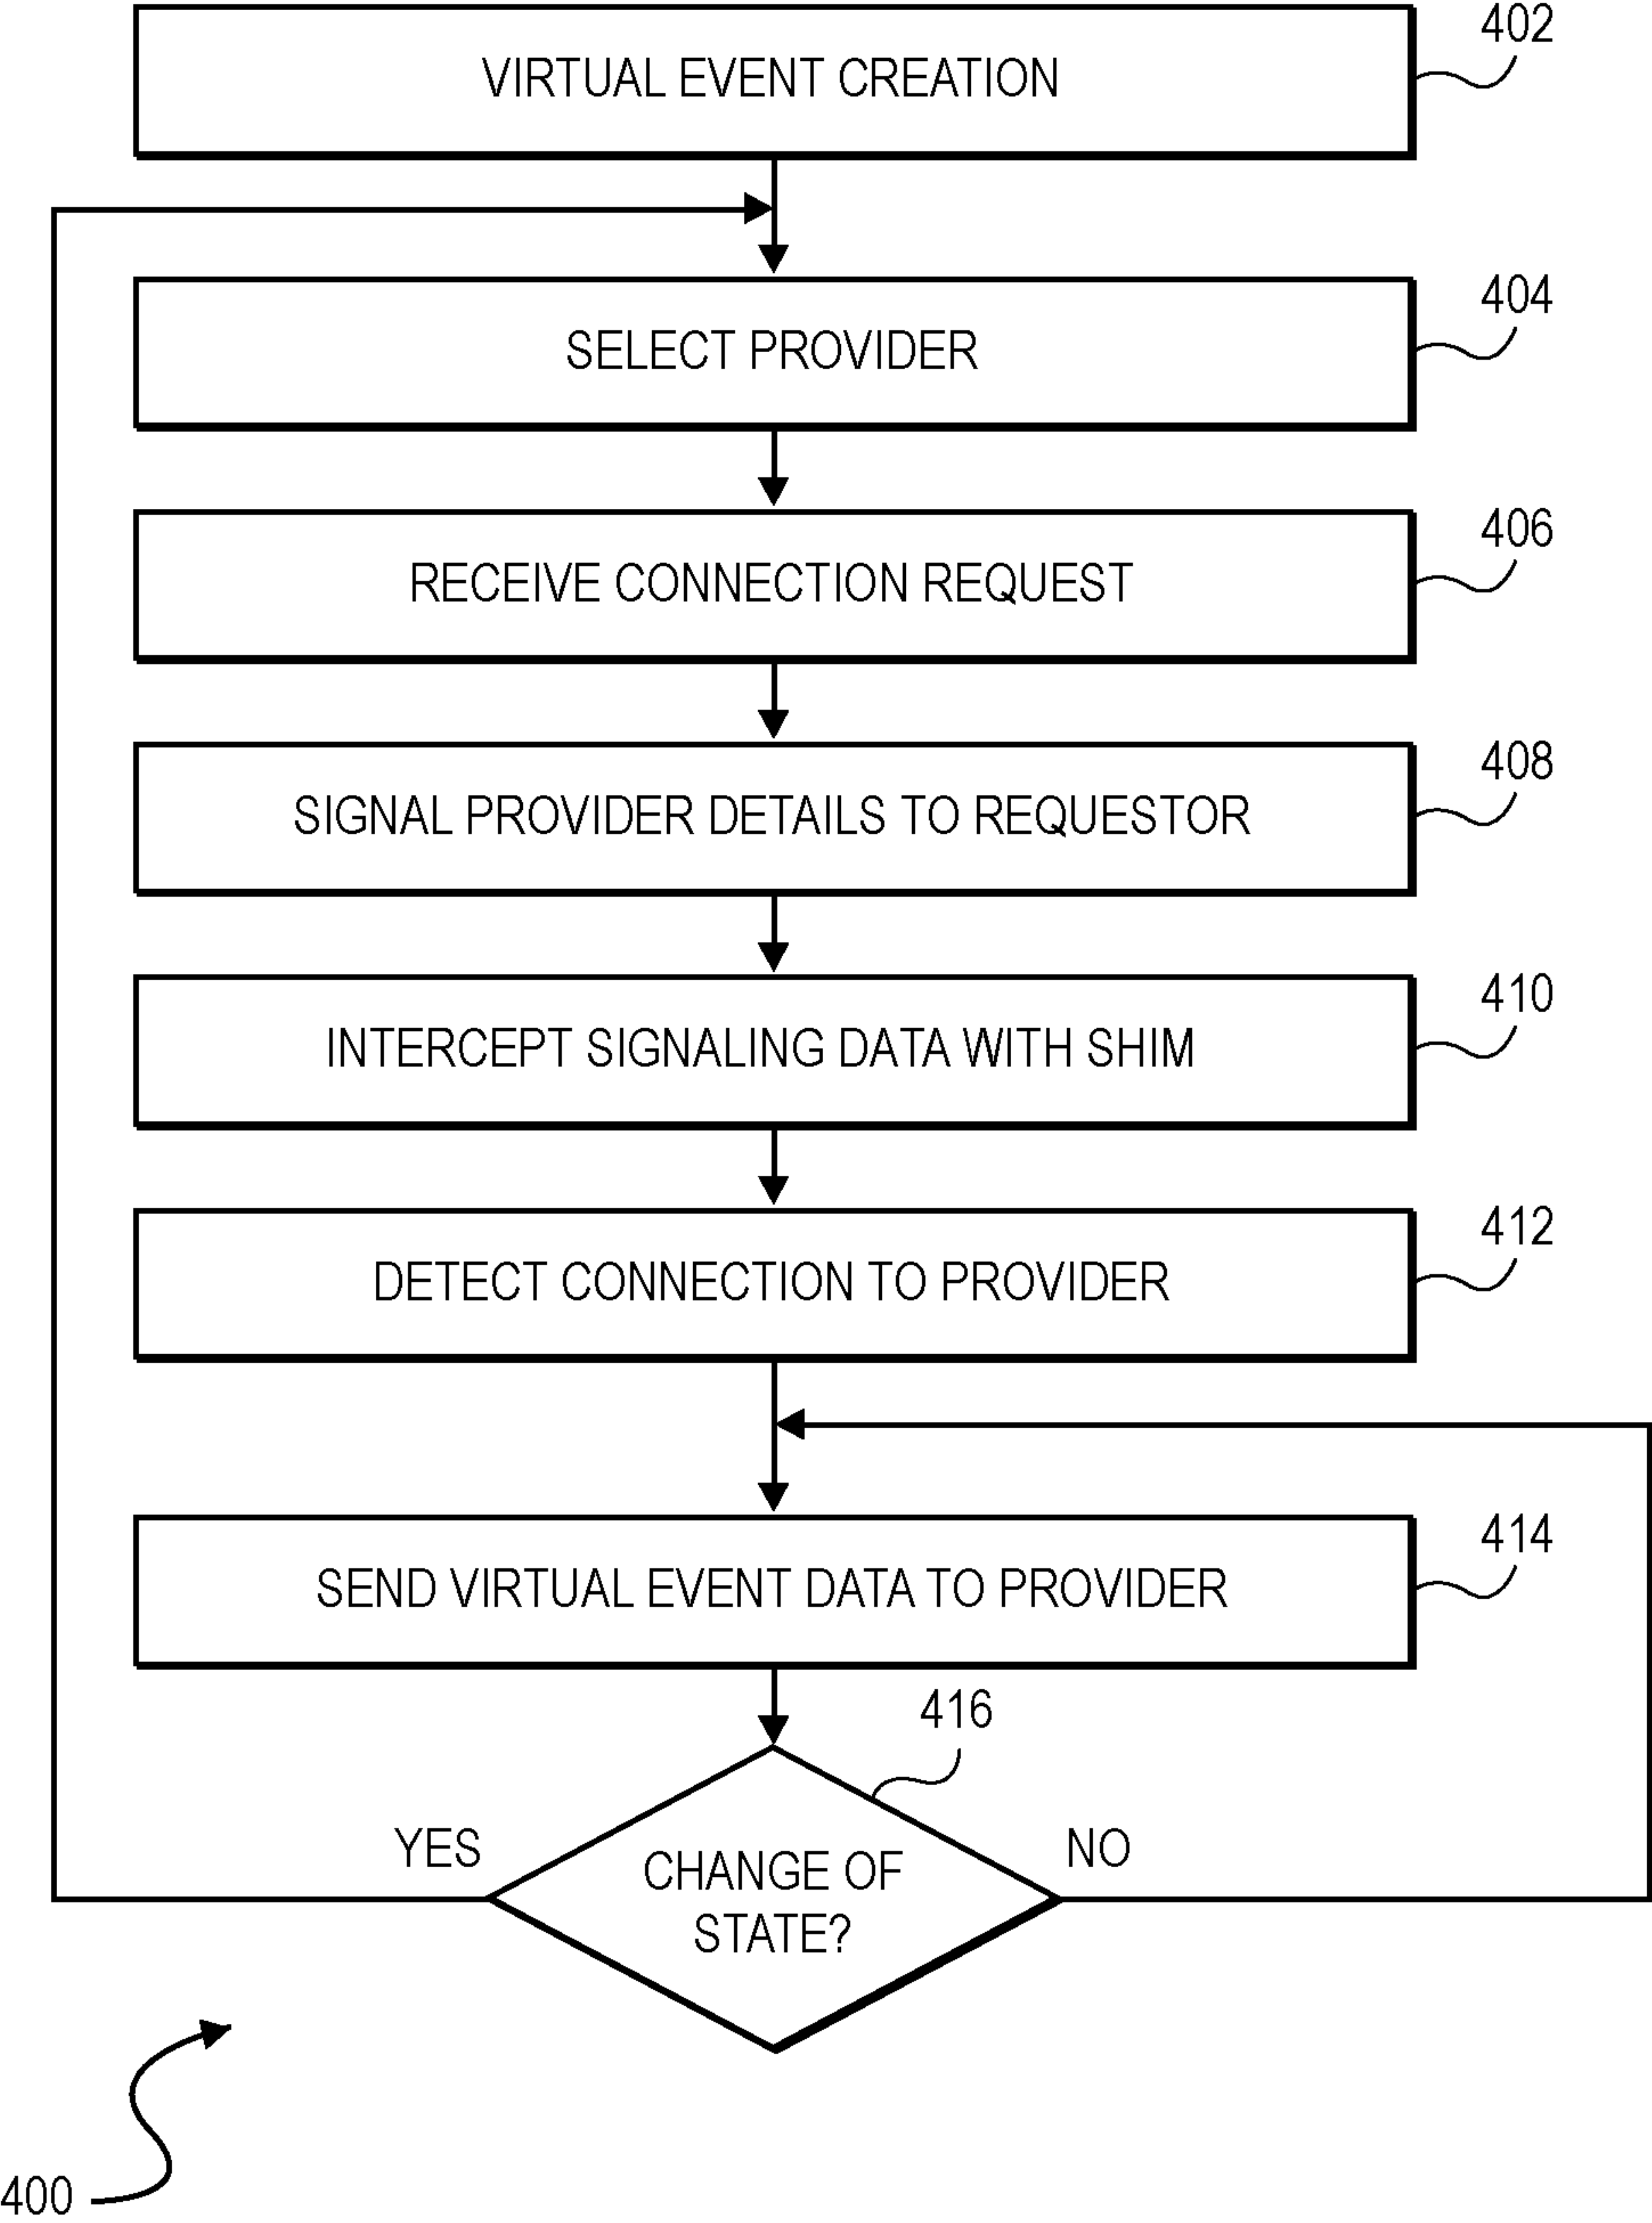 402
VIRTUAL EVENT CREATION
404
SELECT PROVIDER
406
RECEIVE CONNECTION REQUEST
408
SIGNAL PROVIDER DETAILS TO REQUESTOR
410
INTERCEPT SIGNALING DATA WITH SHIM
412
DETECT CONNECTION TO PROVIDER
414
SEND VIRTUAL EVENT DATA TO PROVIDER
416
YES
NO
CHANGE OF
STATE?
400